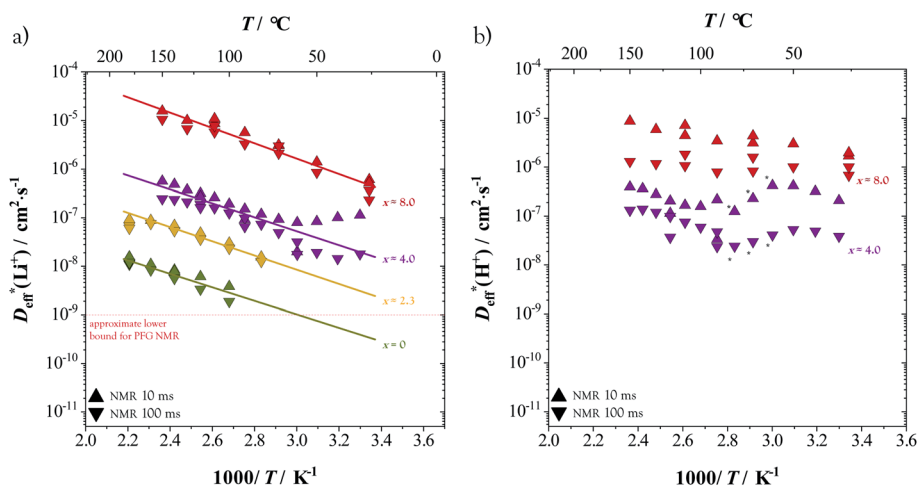 a)
T / °C
200 150 100 50 0
10⁻⁴
10⁻⁵
10⁻⁶
10⁻⁷
10⁻⁸
10⁻⁹
10⁻¹⁰
10⁻¹¹
D*eff(Li⁺) / cm²·s⁻¹
x = 8.0
x = 4.0
x = 2.3
x = 0
approximate lower
bound for PFG NMR
NMR 10 ms
NMR 100 ms
2.0 2.2 2.4 2.6 2.8 3.0 3.2 3.4 3.6
1000/ T / K⁻¹
b)
T / °C
200 150 100 50
10⁻⁴
10⁻⁵
10⁻⁶
10⁻⁷
10⁻⁸
10⁻⁹
10⁻¹⁰
10⁻¹¹
D*eff(H⁺) / cm²·s⁻¹
x = 8.0
* * *
x = 4.0
* * *
NMR 10 ms
NMR 100 ms
2.0 2.2 2.4 2.6 2.8 3.0 3.2 3.4 3.6
1000/ T / K⁻¹